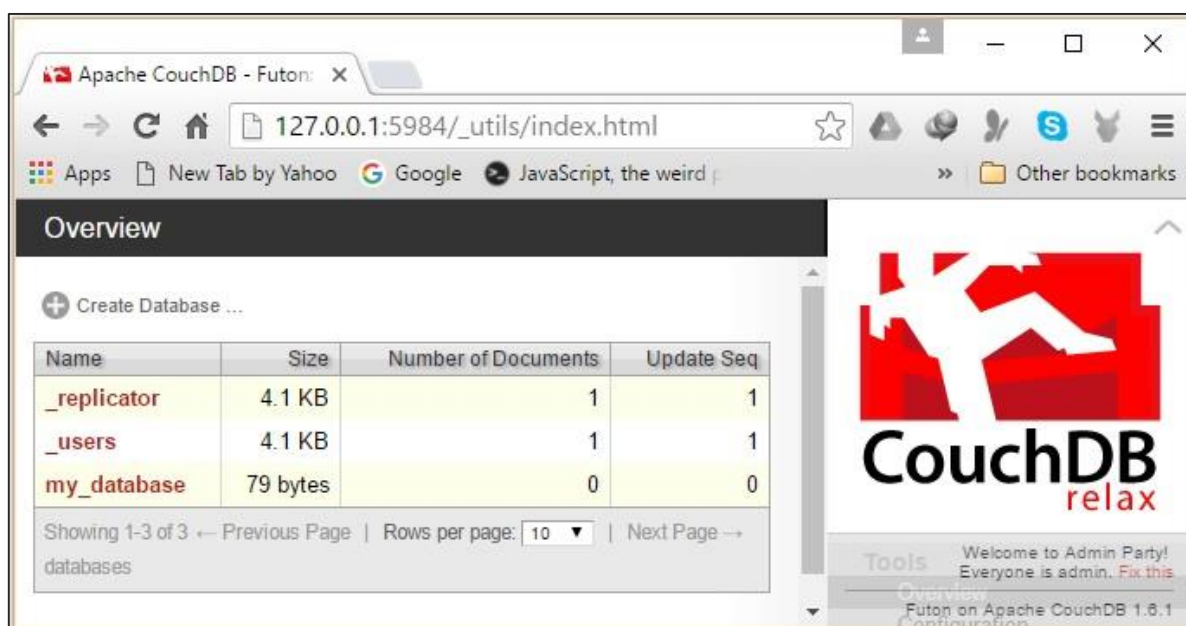 Apache CouchDB - Futon:
127.0.0.1:5984/_utils/index.html
Apps New Tab by Yahoo Google JavaScript, the weird p » Other bookmarks
Overview
Create Database ...
Name Size Number of Documents Update Seq
_replicator 4.1 KB 1 1
_users 4.1 KB 1 1
my_database 79 bytes 0 0
Showing 1-3 of 3 ← Previous Page | Rows per page: 10 | Next Page →
databases
CouchDB
relax
Tools
Welcome to Admin Party!
Everyone is admin. Fix this
Overview
Futon on Apache CouchDB 1.6.1
Configuration